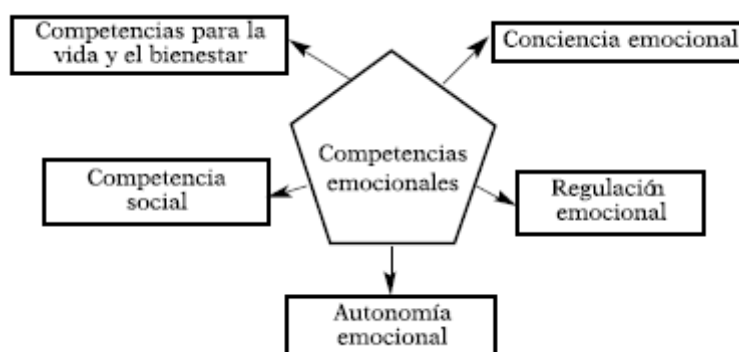 Competencias para la
vida y el bienestar
Conciencia emocional
Competencias
emocionales
Competencia
social
Regulación
emocional
Autonomía
emocional